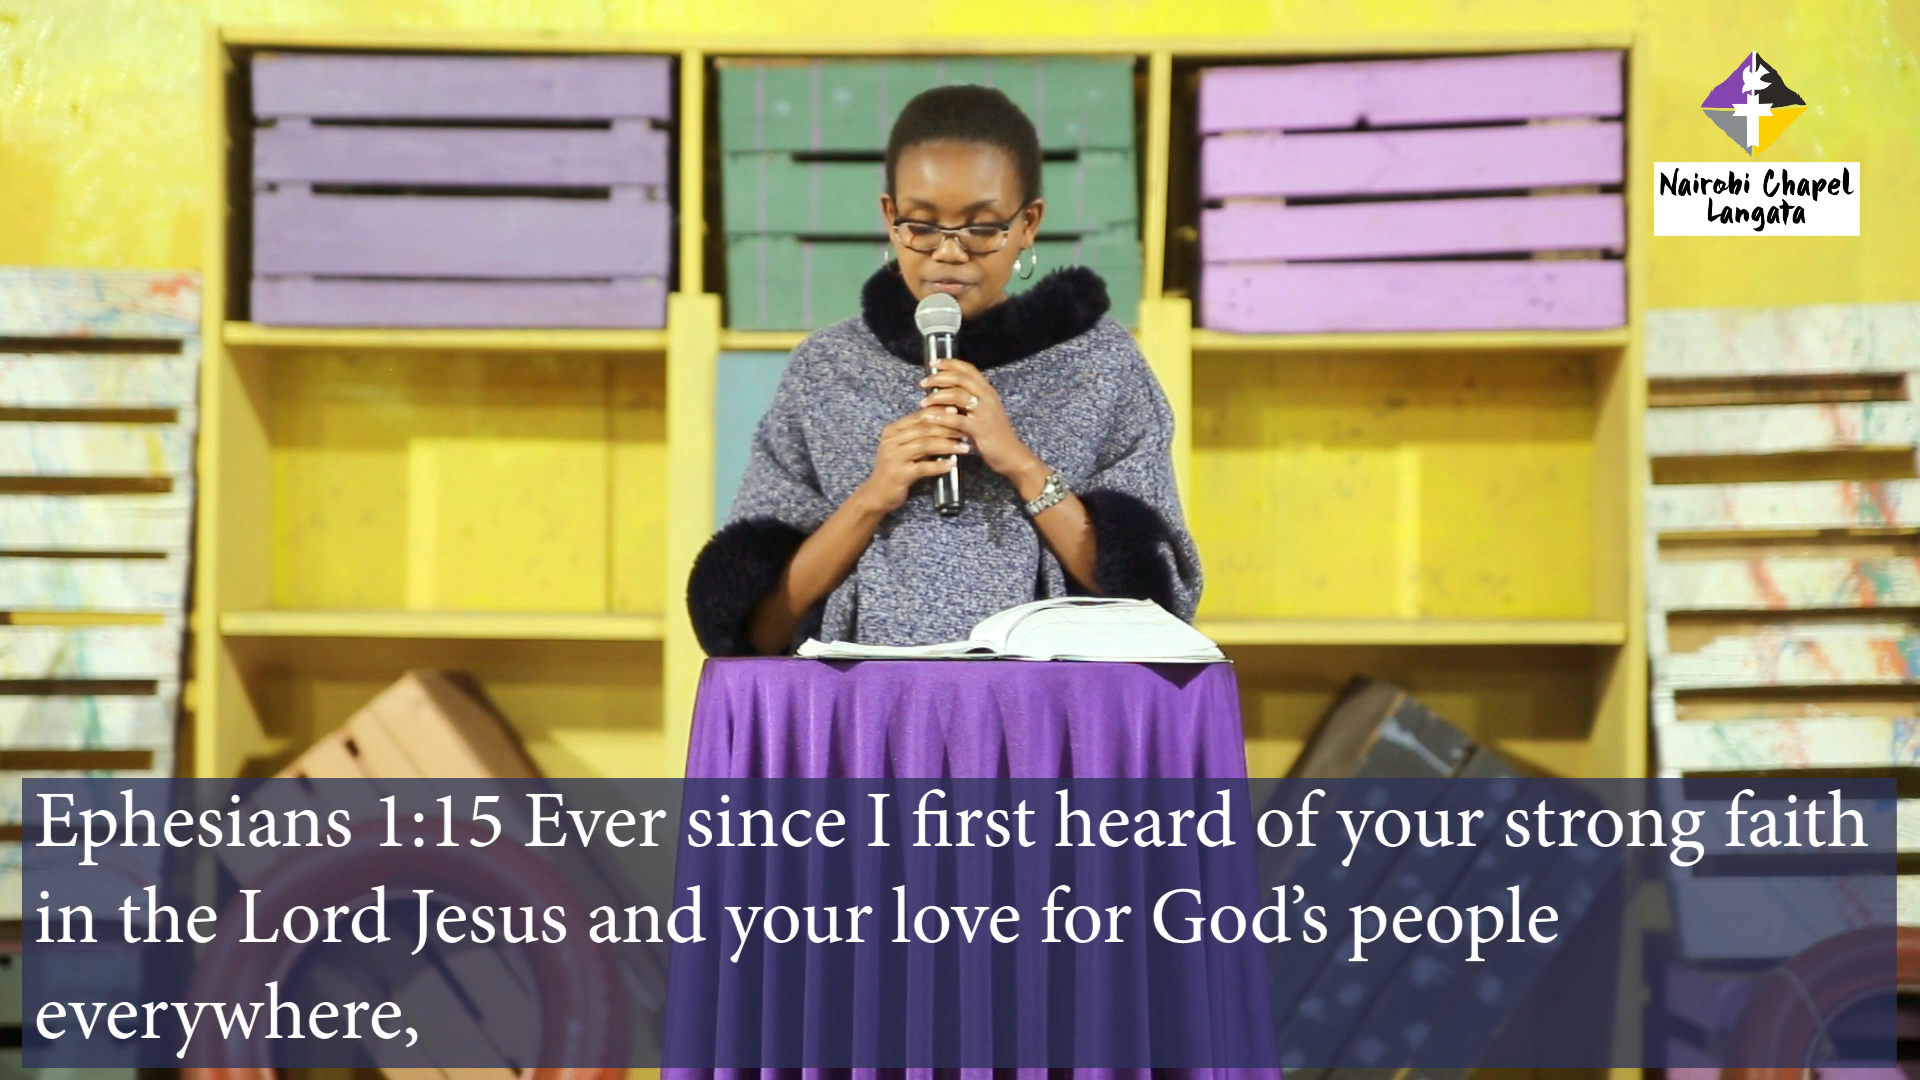 Nairobi Chapel
Langata
Ephesians 1:15 Ever since I first heard of your strong faith
in the Lord Jesus and your love for God’s people
everywhere,